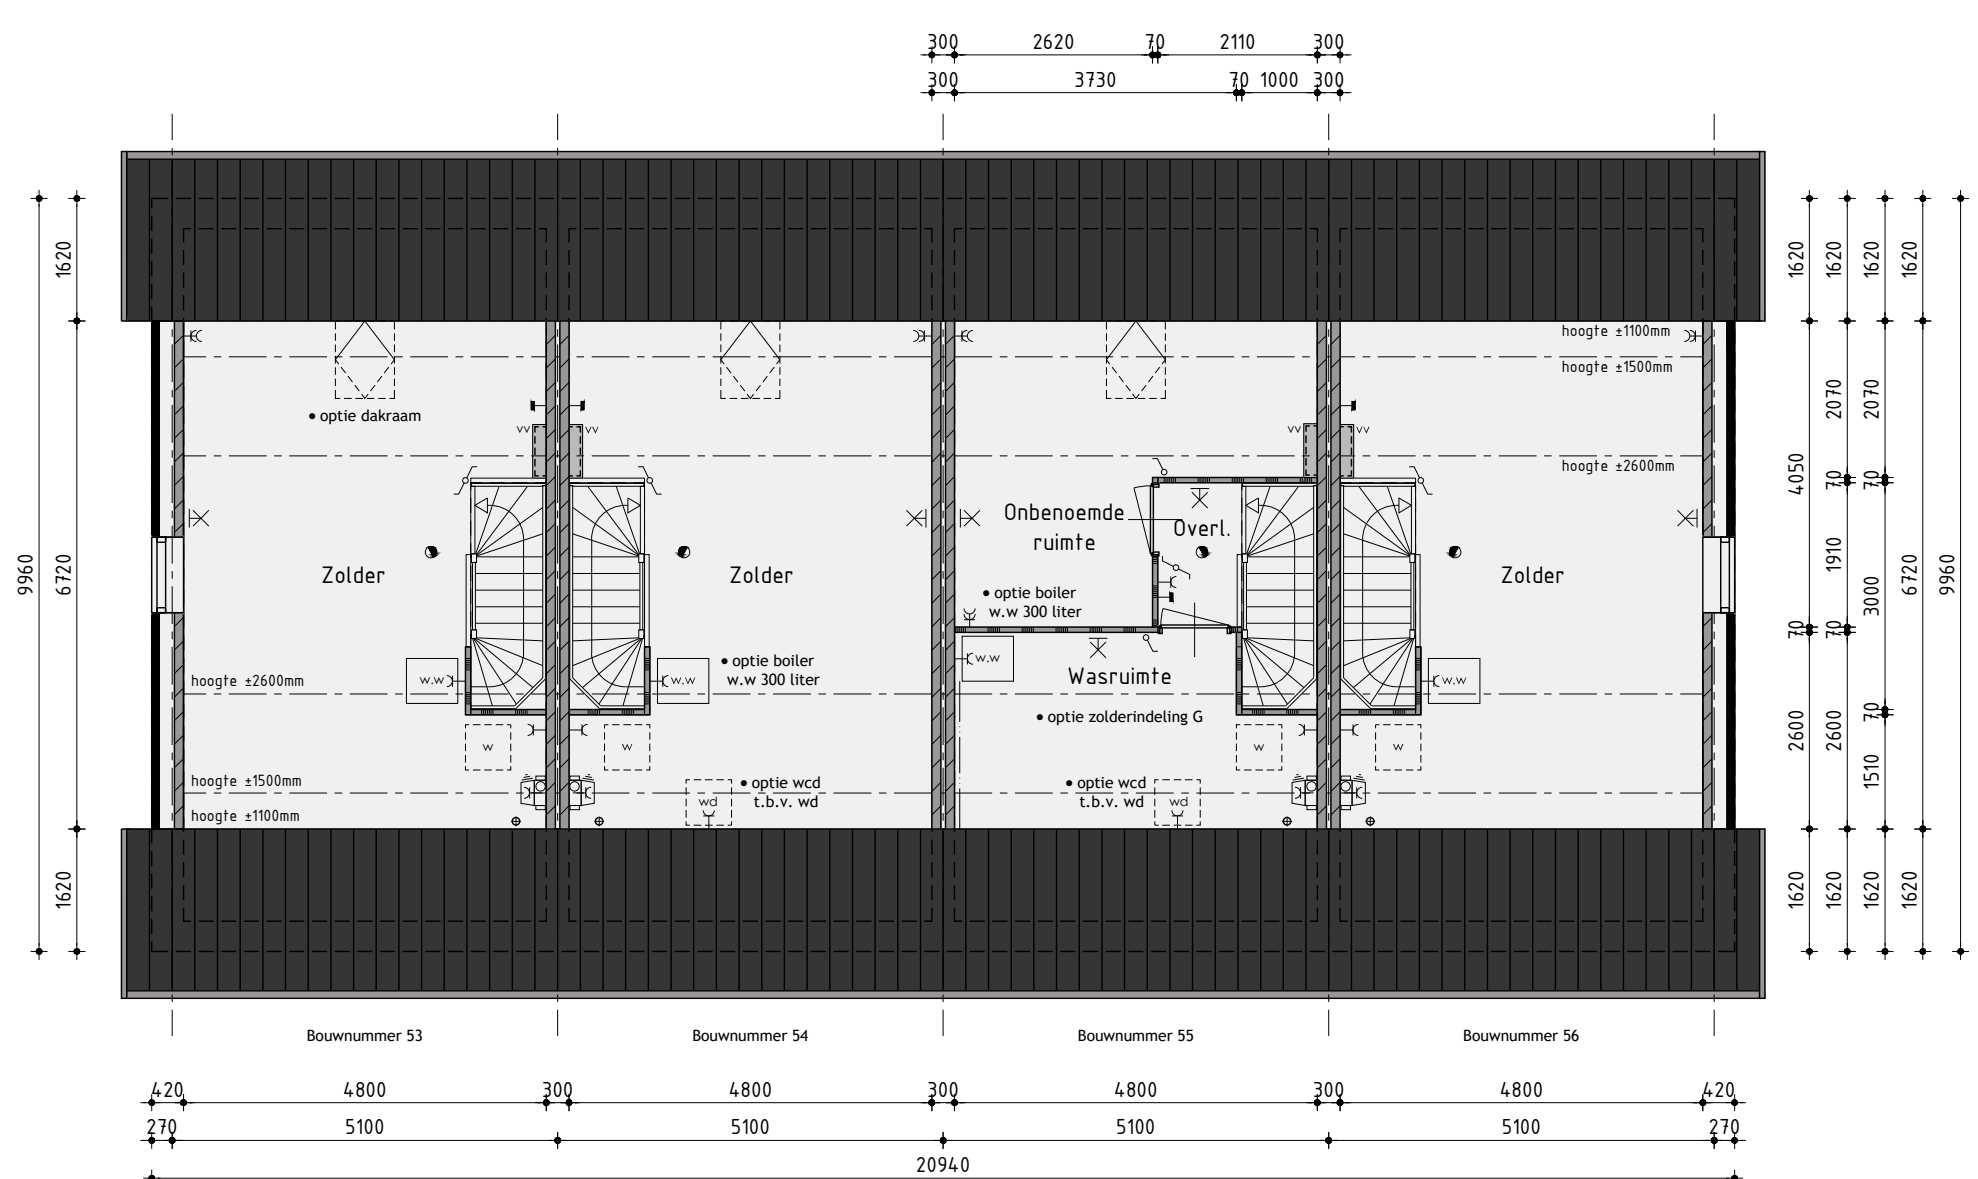 300 2620 70 2110 300
300 3730 70 1000 300
1620 1620 1620 1620 1620
hoogte ±1100mm
hoogte ±1500mm
optie dakraam
2070 2070
vv vv vv vv
hoogte ±2600mm
4050 70 70
Onbenoemde
ruimte
Overl.
9960 6720 Zolder Zolder Zolder 1910 3000 6720 9960
• optie boiler
w.w 300 liter
70 70
w.w
• optie boiler
w.w 300 liter
Wasruimte
hoogte ±2600mm w.w w.w w.w
• optie zolderindeling G
70
2600 2600 1510
w w w w
hoogte ±1500mm
• optie wcd
t.b.v. wd
wd
• optie wcd
t.b.v. wd
wd
hoogte ±1100mm
1620 1620 1620 1620 1620
Bouwnummer 53 Bouwnummer 54 Bouwnummer 55 Bouwnummer 56
420 4800 300 4800 300 4800 300 4800 420
270 5100 5100 5100 5100 270
20940